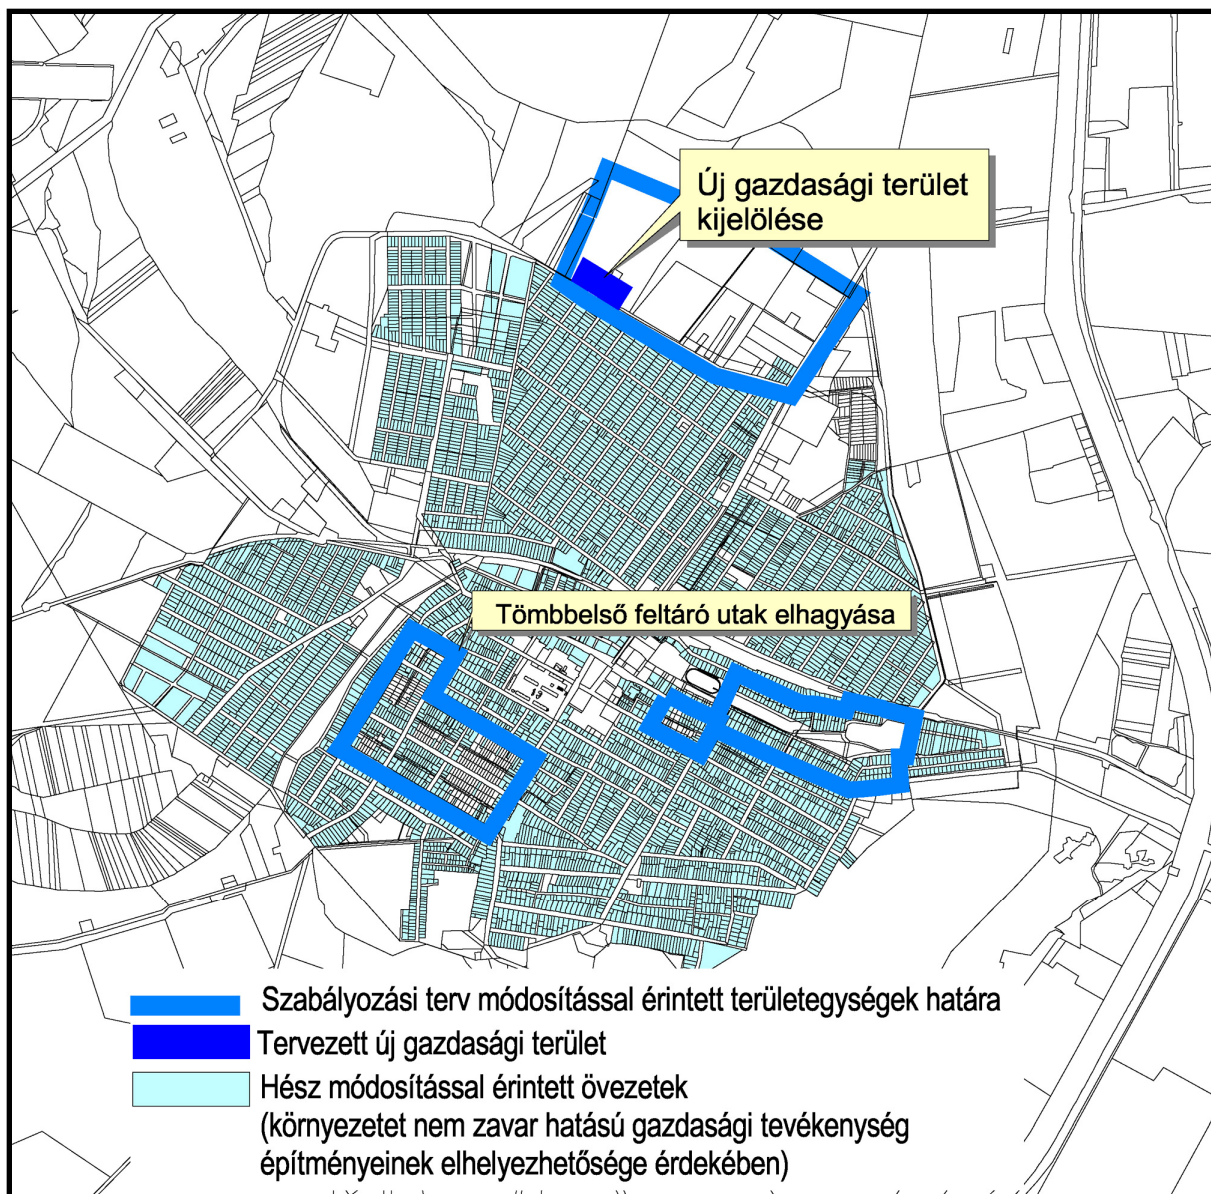 Új gazdasági terület
kijelölése
Tömbbelső feltáró utak elhagyása
Szabályozási terv módosítással érintett területegységek határa
Tervezett új gazdasági terület
Hész módosítással érintett övezetek
(környezetet nem zavar hatású gazdasági tevékenység
építményeinek elhelyezhetősége érdekében)